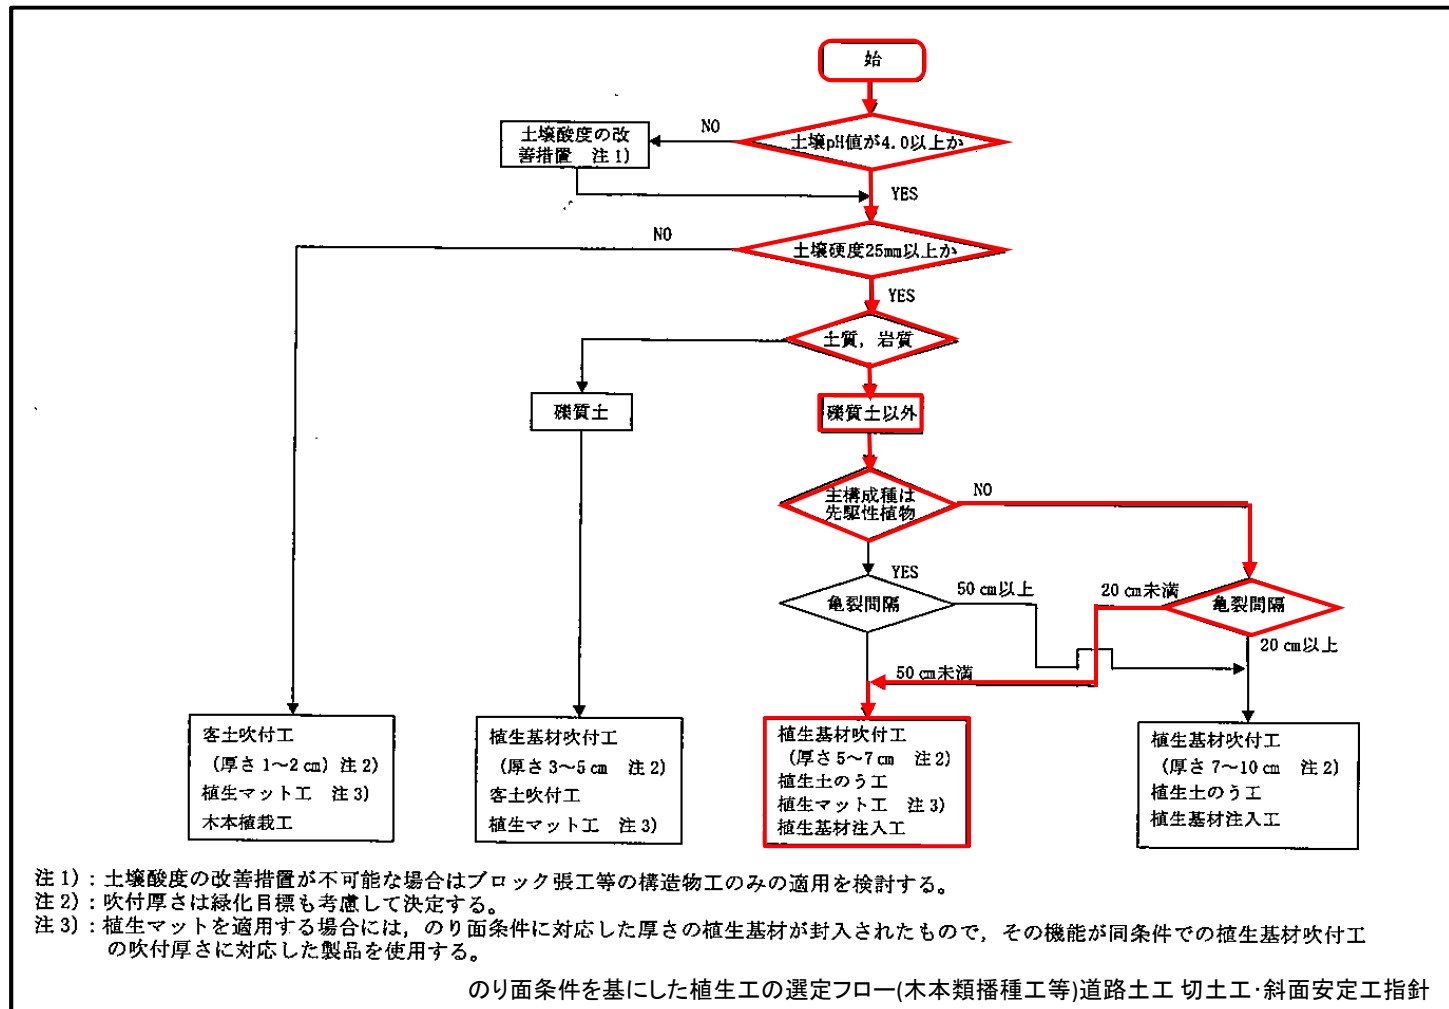 始
土壌pH値が4.0以上か
NO
土壌酸度の改
善措置 注1)
YES
土壌硬度25mm以上か
NO
YES
土質，岩質
礫質土
礫質土以外
主構成種は
先駆性植物
NO
YES
亀裂間隔
50cm以上
20cm未満
亀裂間隔
20cm以上
50cm未満
客土吹付工
(厚さ1～2cm) 注2)
植生マット工 注3)
木本植栽工
植生基材吹付工
(厚さ3～5cm 注2)
客土吹付工
植生マット工 注3)
植生基材吹付工
(厚さ5～7cm 注2)
植生土のう工
植生マット工 注3)
植生基材注入工
植生基材吹付工
(厚さ7～10cm 注2)
植生土のう工
植生基材注入工
注1)：土壌酸度の改善措置が不可能な場合はブロック張工等の構造物工のみの適用を検討する。
注2)：吹付厚さは緑化目標も考慮して決定する。
注3)：植生マットを適用する場合には，のり面条件に対応した厚さの植生基材が封入されたもので，その機能が同条件での植生基材吹付工
の吹付厚さに対応した製品を使用する。
のり面条件を基にした植生工の選定フロー(木本類播種工等)道路土工 切土工･斜面安定工指針